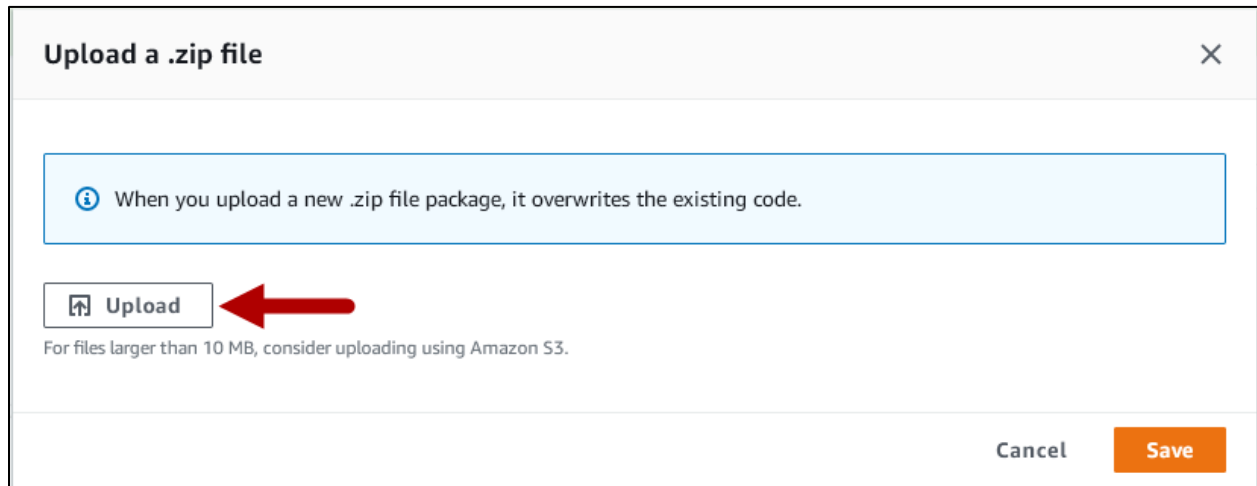 Upload a .zip file
When you upload a new .zip file package, it overwrites the existing code.
Upload
For files larger than 10 MB, consider uploading using Amazon S3.
Cancel
Save